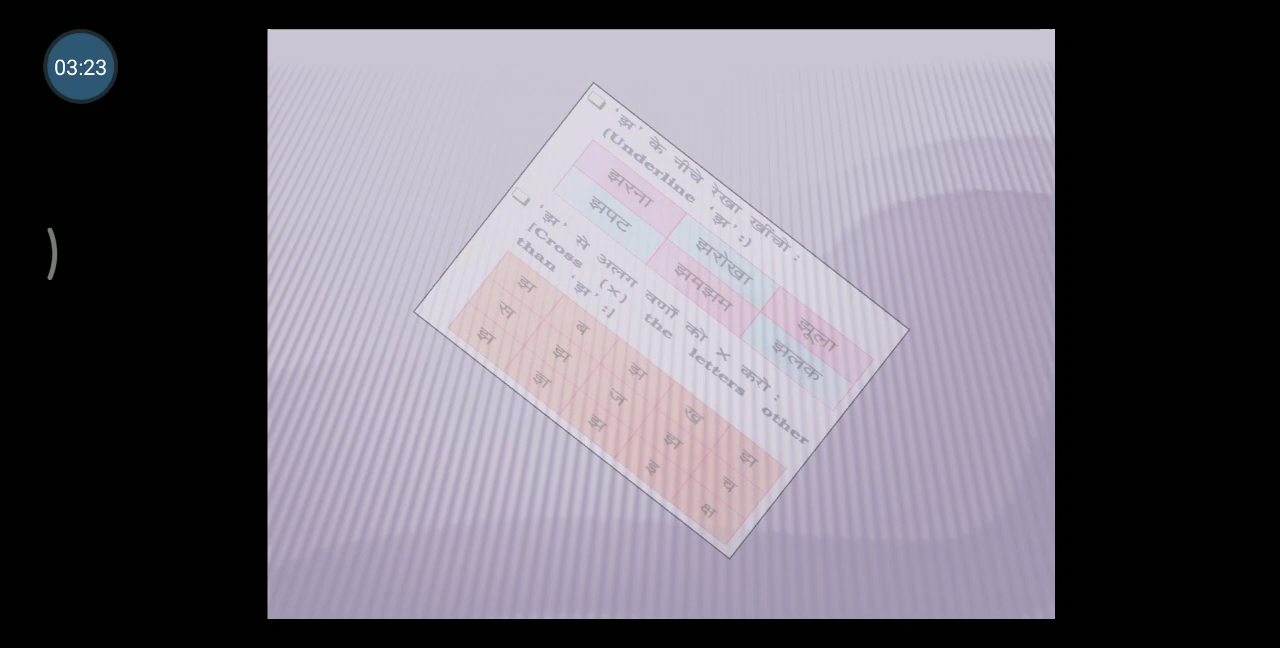 03:23
'झ' के नीचे रेखा खींचो :
(Underline 'झ' :)
झरना झरोखा झूला
झपट झमझम झलक
'झ' से अलग वर्णों को × करो :
[Cross (×) the letters other
than 'झ' :]
झ ब झ ख झ
स झ ज झ च
झ ज्ञ झ इ क्ष